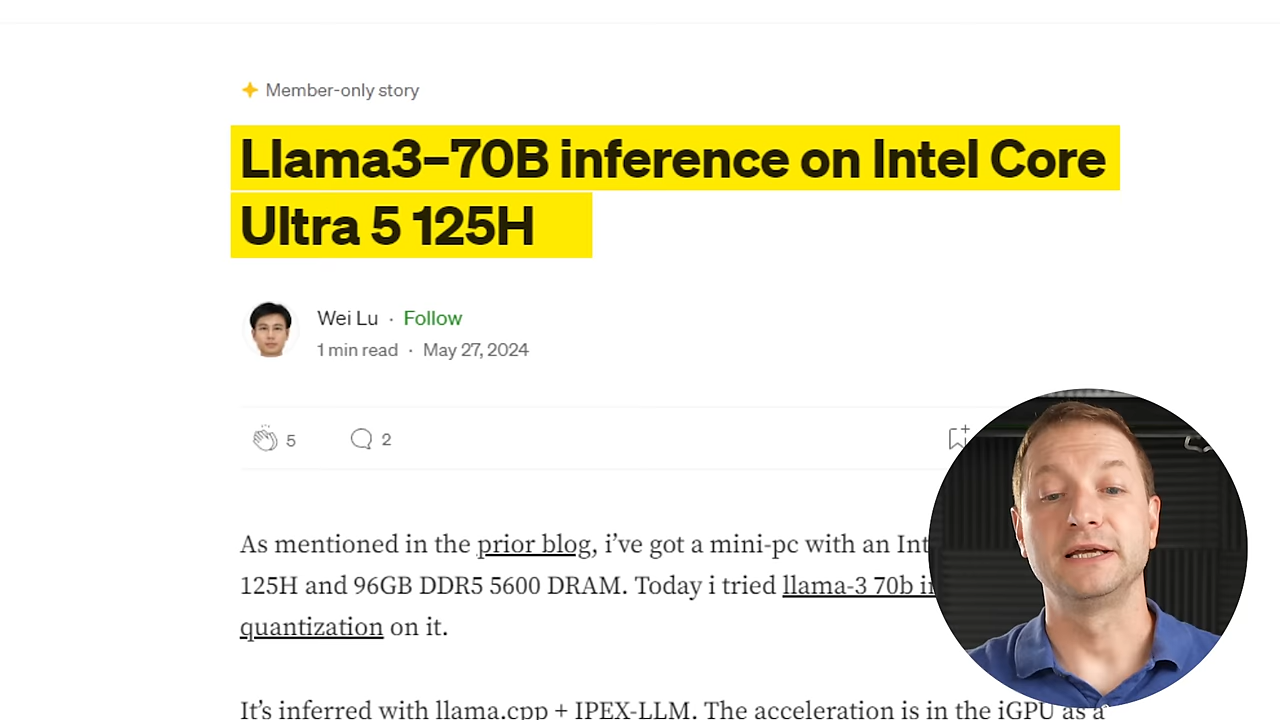 Member-only story
Llama3–70B inference on Intel Core
Ultra 5 125H
Wei Lu · Follow
1 min read · May 27, 2024
5 2
As mentioned in the prior blog, i’ve got a mini-pc with an
125H and 96GB DDR5 5600 DRAM. Today i tried llama-3 70b
quantization on it.
It’s inferred with llama.cpp + IPEX-LLM. The acceleration is in the iGPU as a